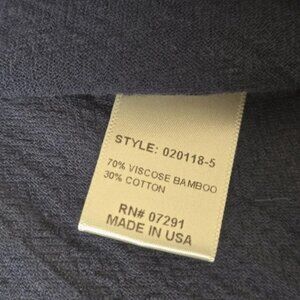 STYLE: 020118-5
70% VISCOSE BAMBOO
30% COTTON
RN# 07291
MADE IN USA